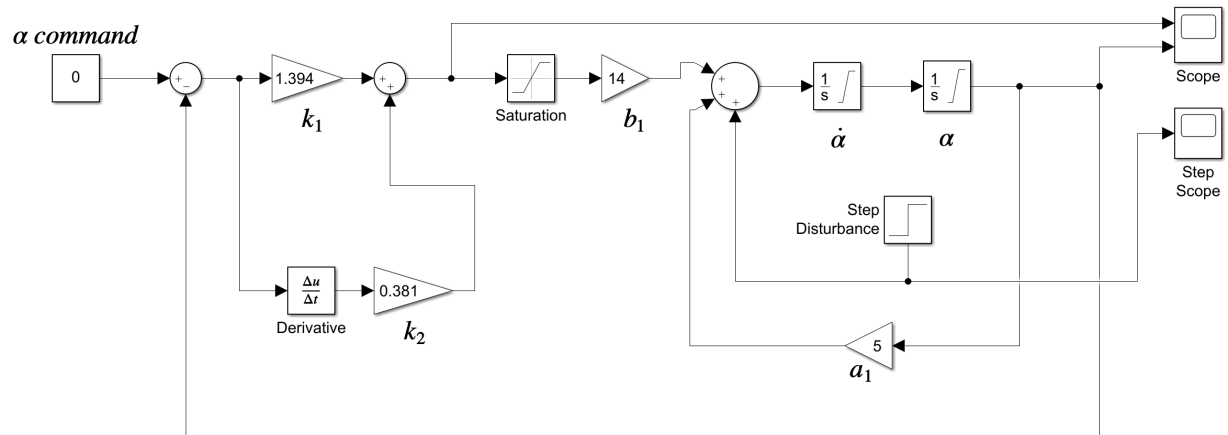 α command
0
+
−
1.394
k₁
+
+
Saturation
14
b₁
+
+
+
1
s
α̇
1
s
α
Scope
Step
Scope
Step
Disturbance
Δu
Δt
Derivative
0.381
k₂
5
a₁